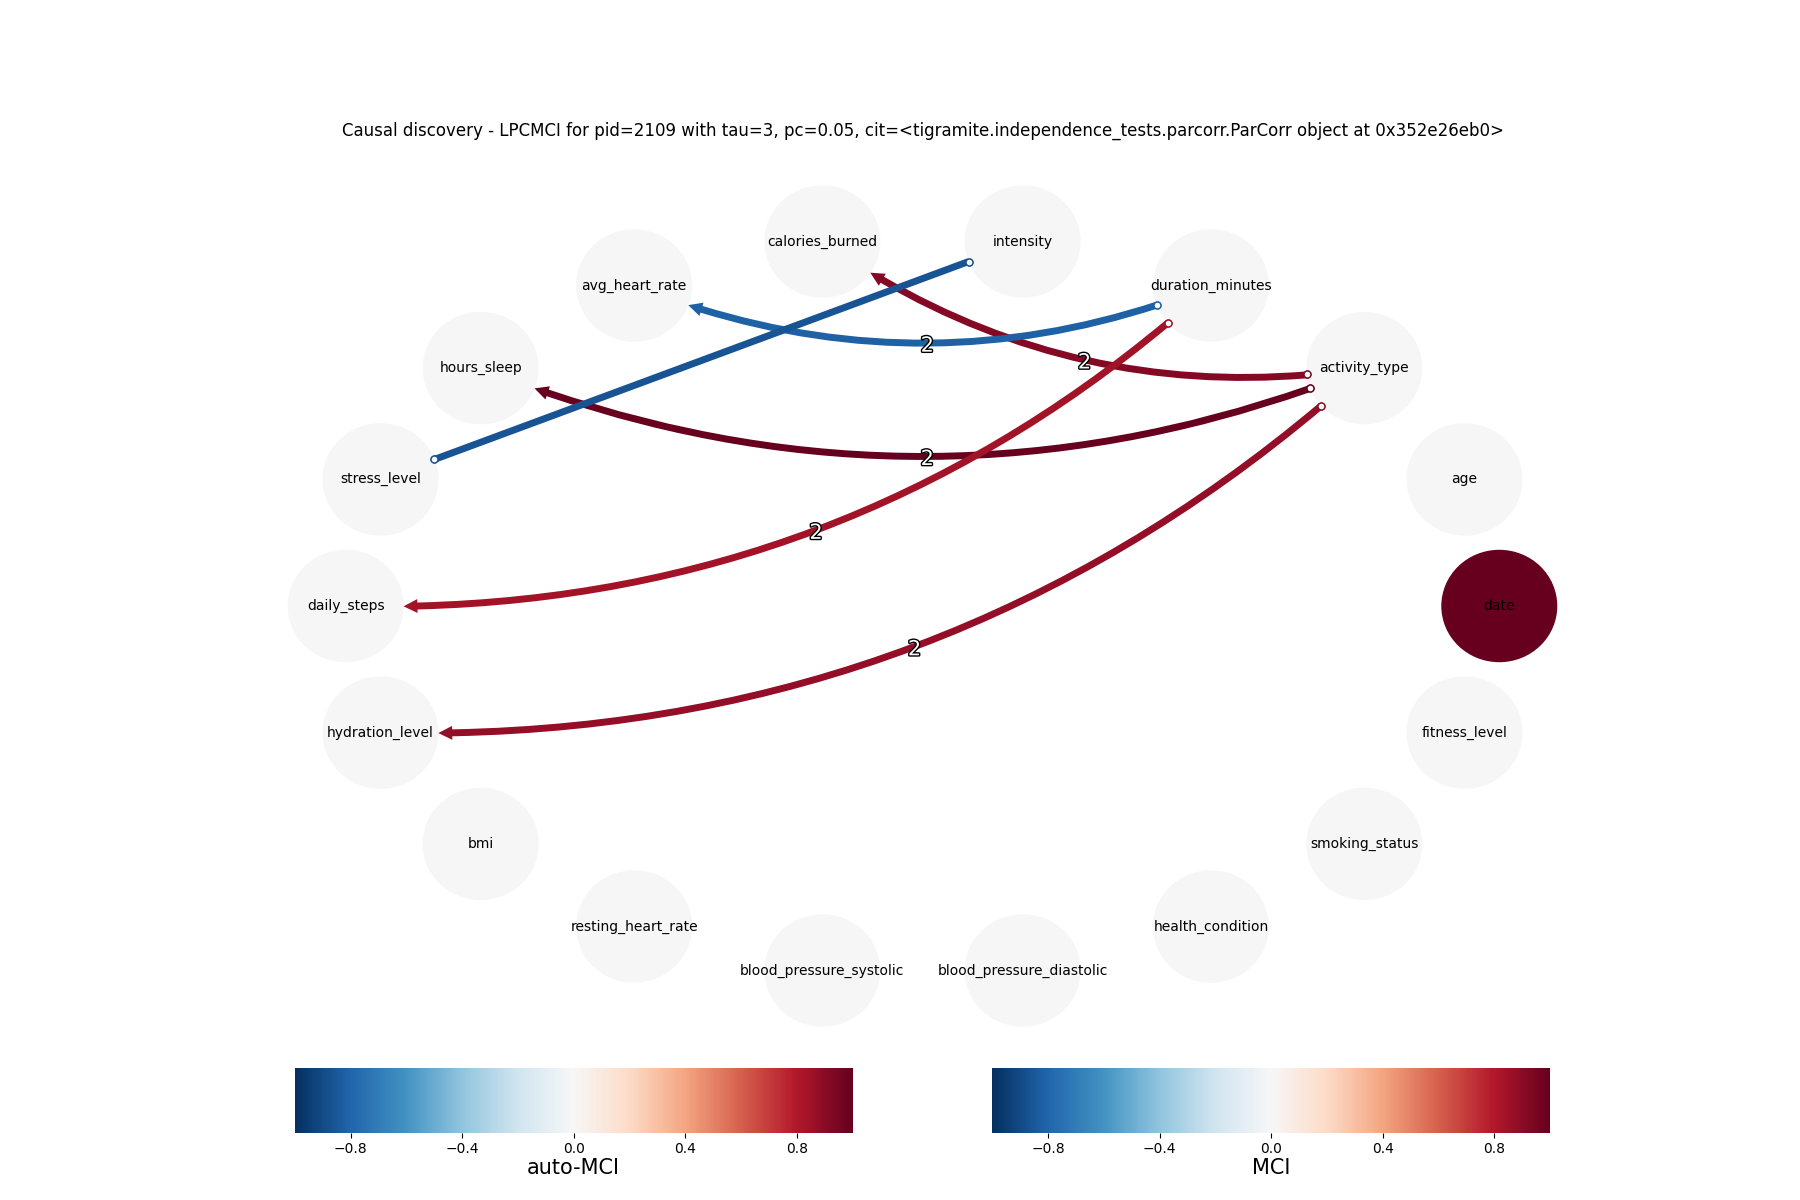 Causal discovery - LPCMCI for pid=2109 with tau=3, pc=0.05, cit=<tigramite.independence_tests.parcorr.ParCorr object at 0x352e26eb0>
calories_burned
intensity
avg_heart_rate
duration_minutes
2
2
hours_sleep
activity_type
2
stress_level
age
2
daily_steps
date
2
hydration_level
fitness_level
bmi
smoking_status
resting_heart_rate
health_condition
blood_pressure_systolic
blood_pressure_diastolic
−0.8 −0.4 0.0 0.4 0.8
auto-MCI
−0.8 −0.4 0.0 0.4 0.8
MCI